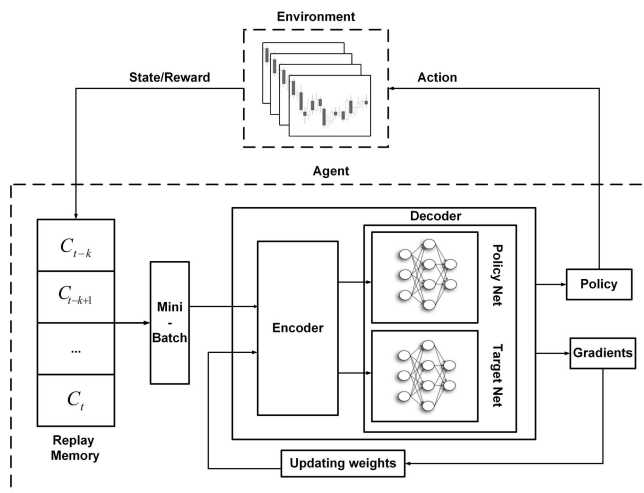 Environment
State/Reward
Action
Agent
Decoder
C_{t-k}
C_{t-k+1}
...
C_t
Replay
Memory
Mini
-
Batch
Encoder
Policy Net
Target Net
Policy
Gradients
Updating weights